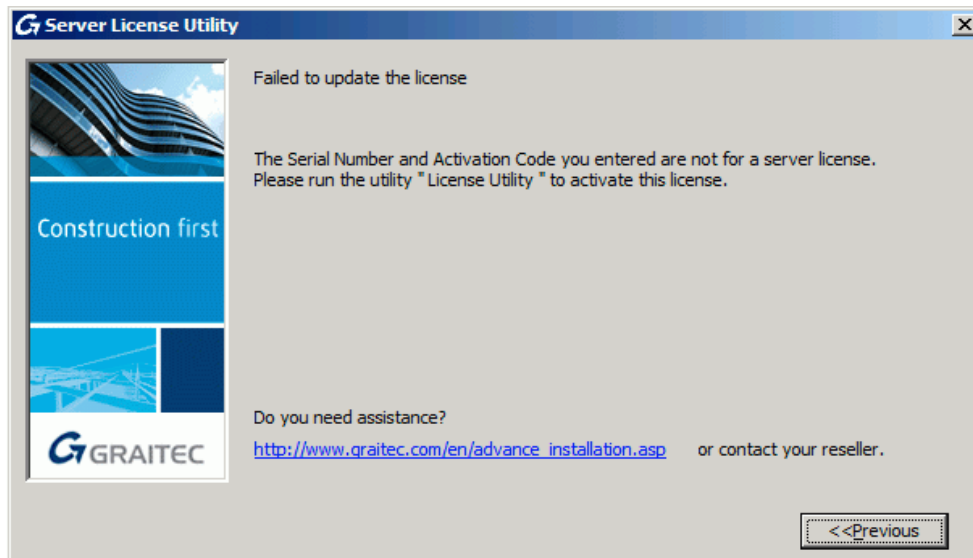 Server License Utility
Failed to update the license
The Serial Number and Activation Code you entered are not for a server license.
Please run the utility " License Utility " to activate this license.
Construction first
Do you need assistance?
http://www.graitec.com/en/advance_installation.asp or contact your reseller.
GRAITEC
<<Previous